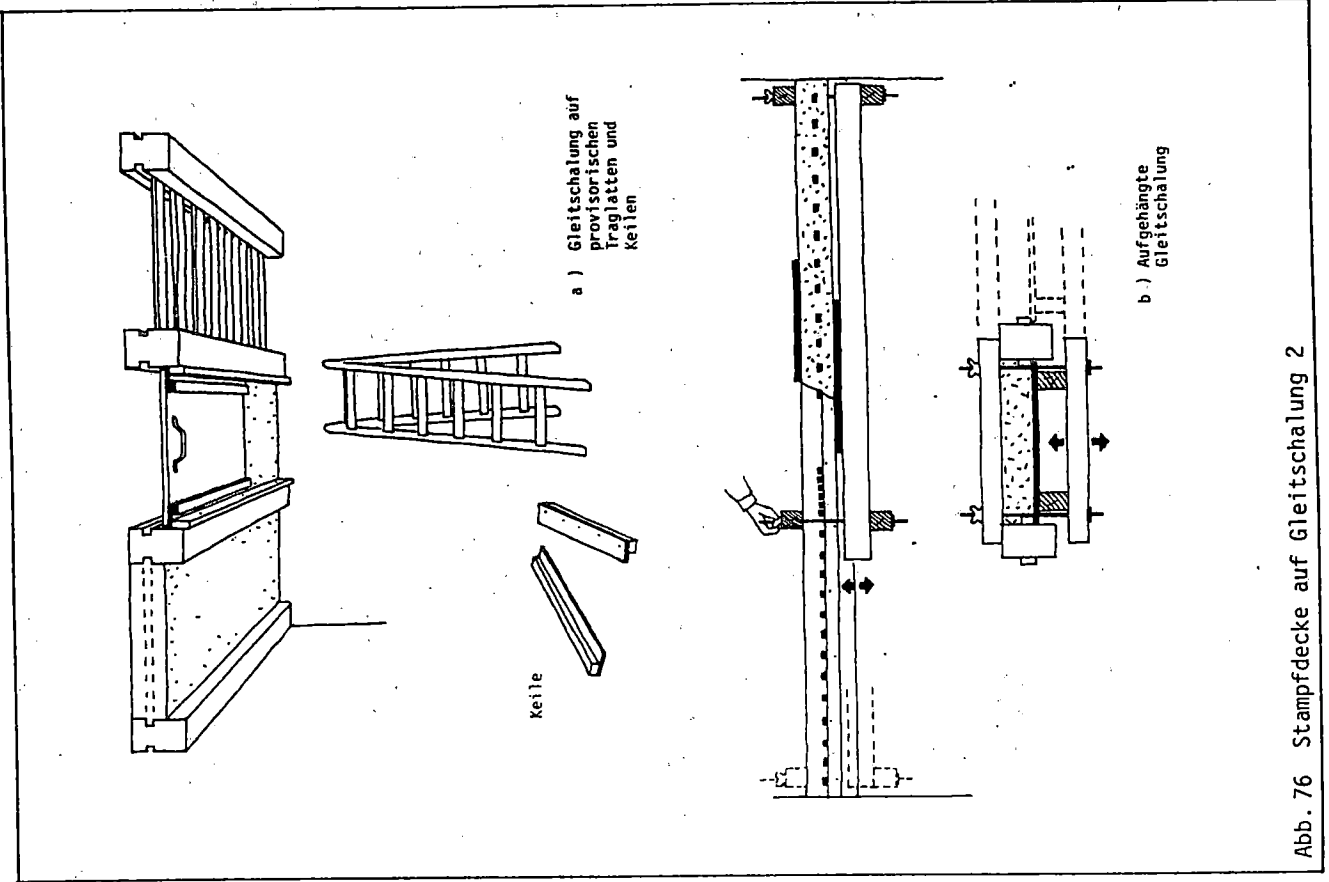 a ) Gleitschalung auf
provisorischen
Traglatten und
Keilen
Keile
b ) Aufgehängte
Gleitschalung
Abb. 76 Stampfdecke auf Gleitschalung 2